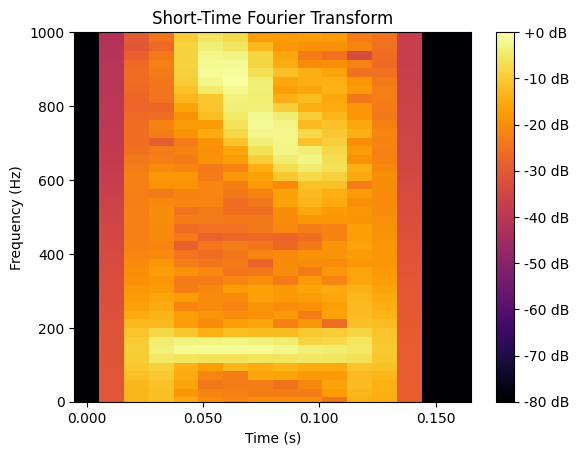 Short-Time Fourier Transform
1000
800
600
400
200
0
Frequency (Hz)
0.000
0.050
0.100
0.150
Time (s)
+0 dB
-10 dB
-20 dB
-30 dB
-40 dB
-50 dB
-60 dB
-70 dB
-80 dB